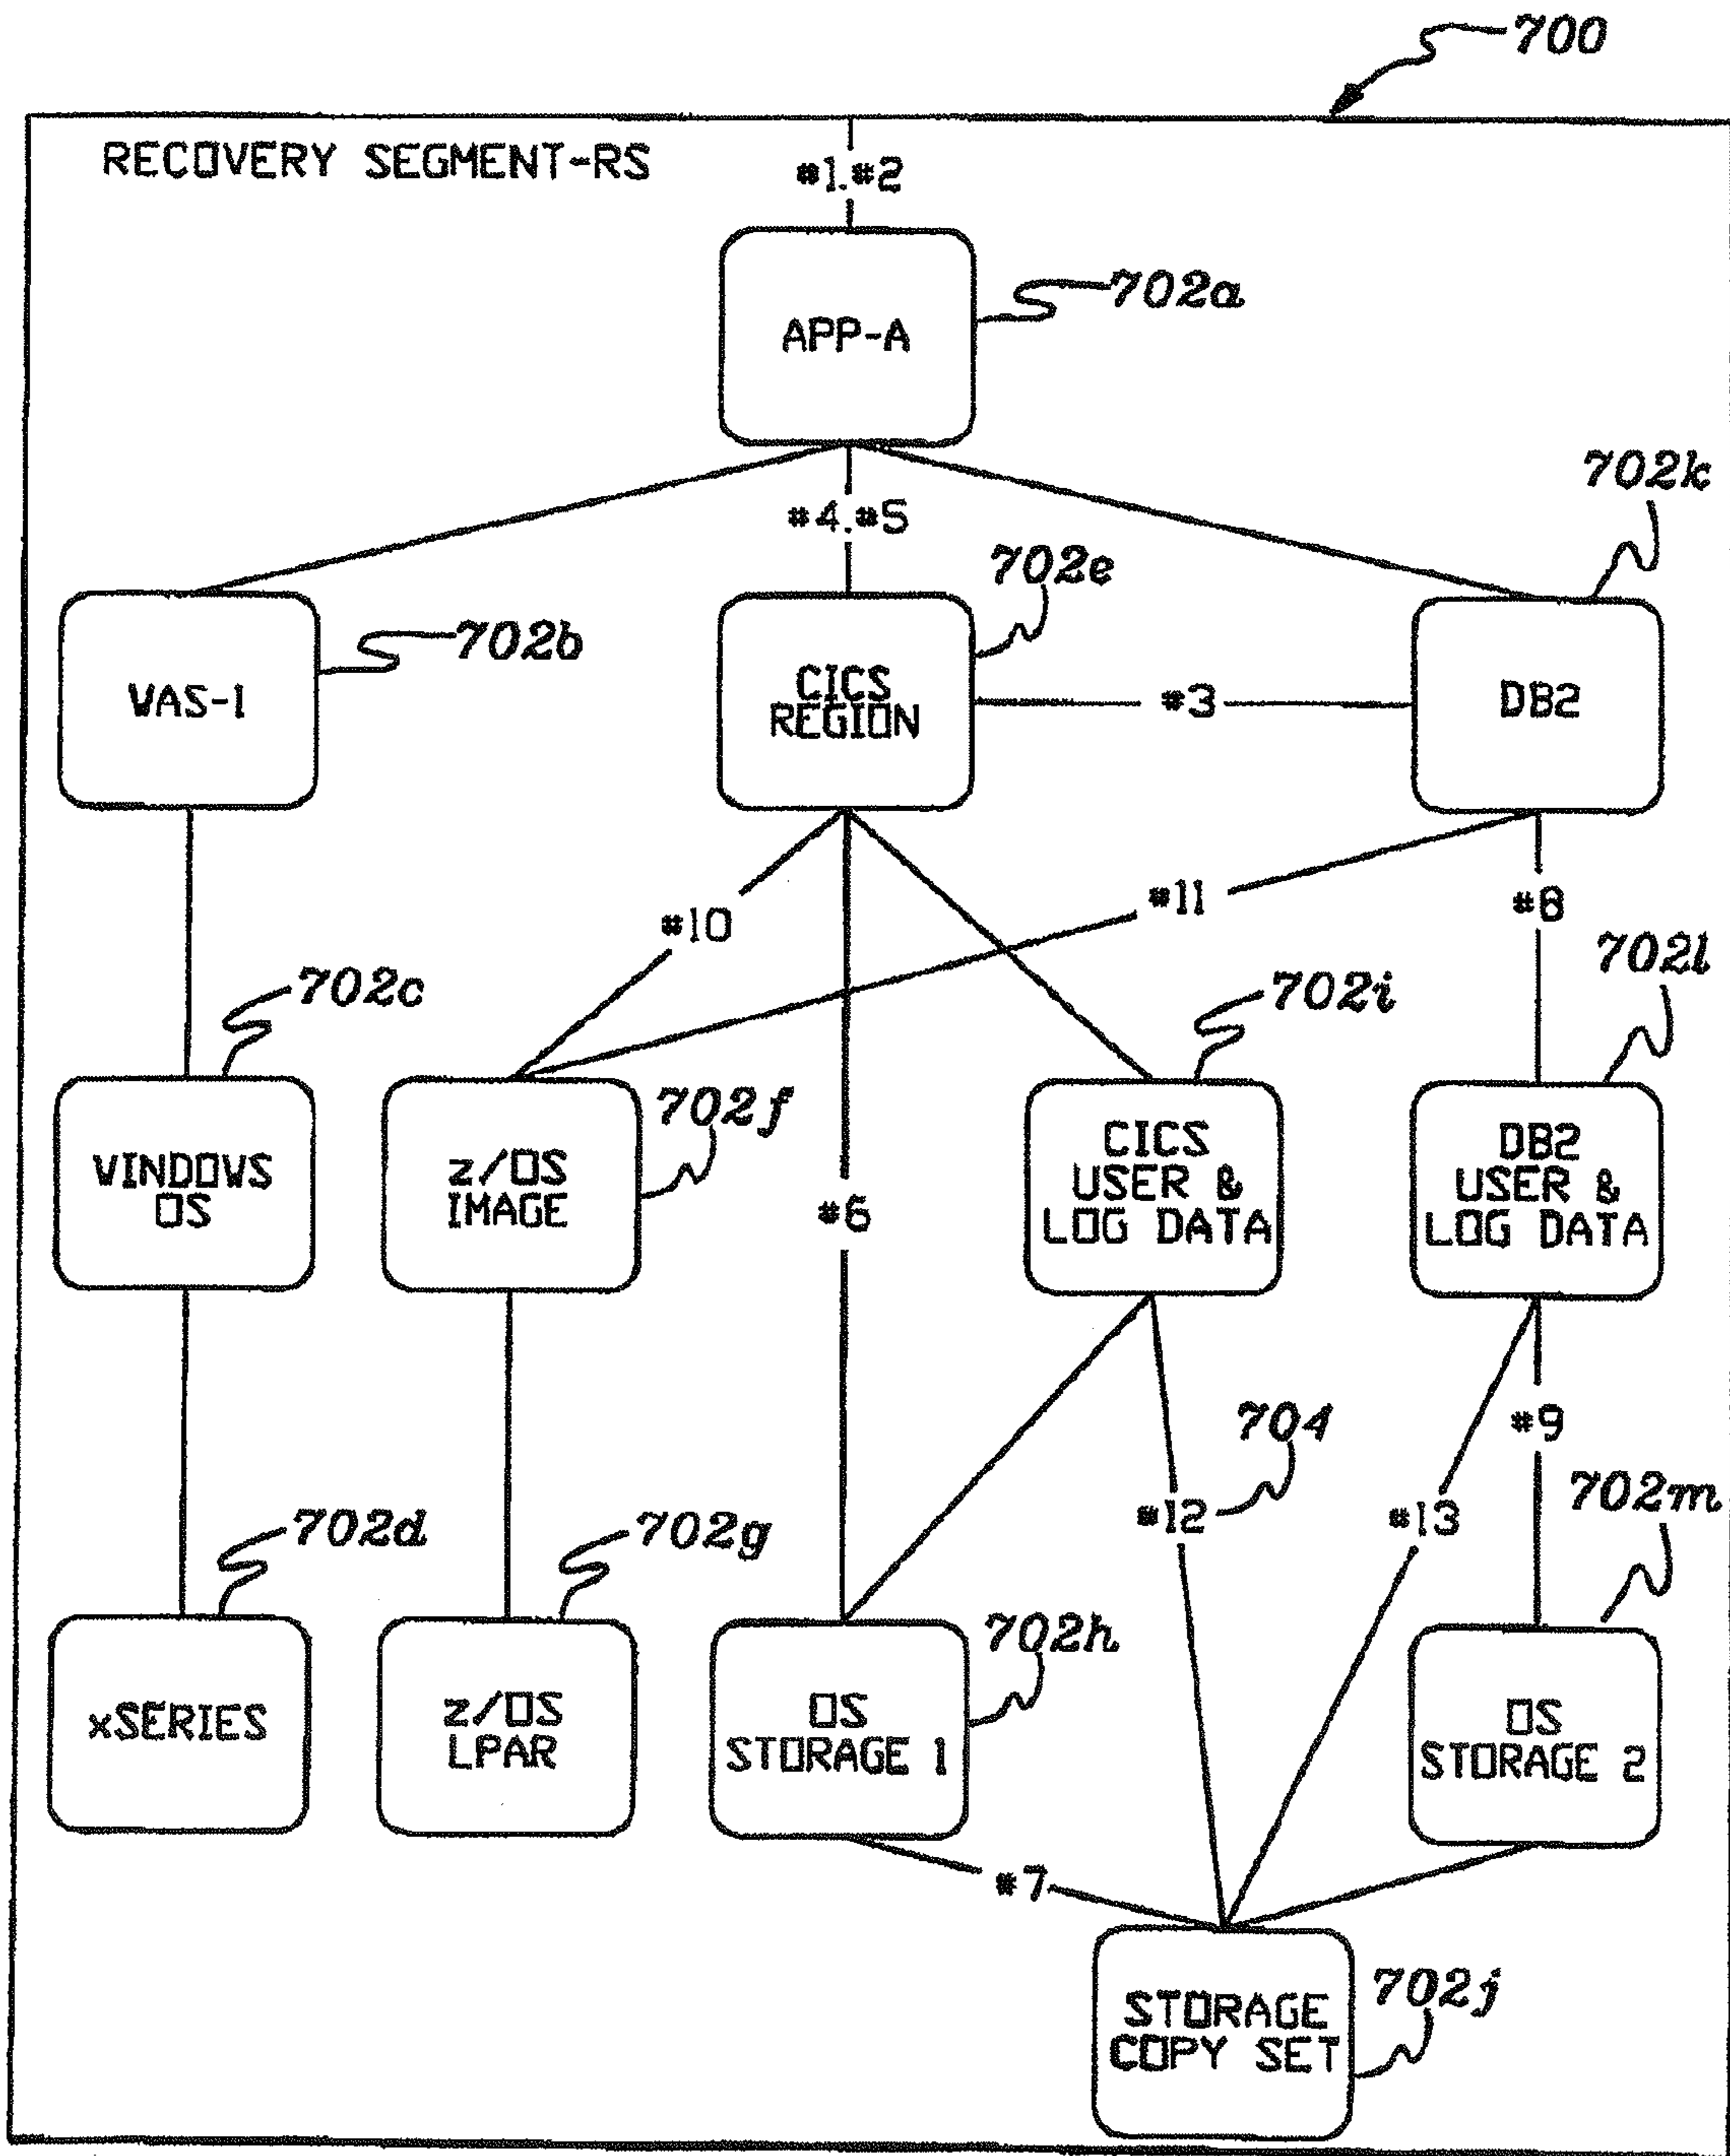 700
RECOVERY SEGMENT-RS
#1.#2
APP-A
702a
702k
#4.#5
702e
702b
WAS-1
CICS
REGION
#3
DB2
#10
#11
#8
702c
702i
702l
702f
WINDOWS
OS
z/OS
IMAGE
#6
CICS
USER &
LOG DATA
DB2
USER &
LOG DATA
704
#9
#12
#13
702m
702d
702g
702h
xSERIES
z/OS
LPAR
OS
STORAGE 1
OS
STORAGE 2
#7
702j
STORAGE
COPY SET